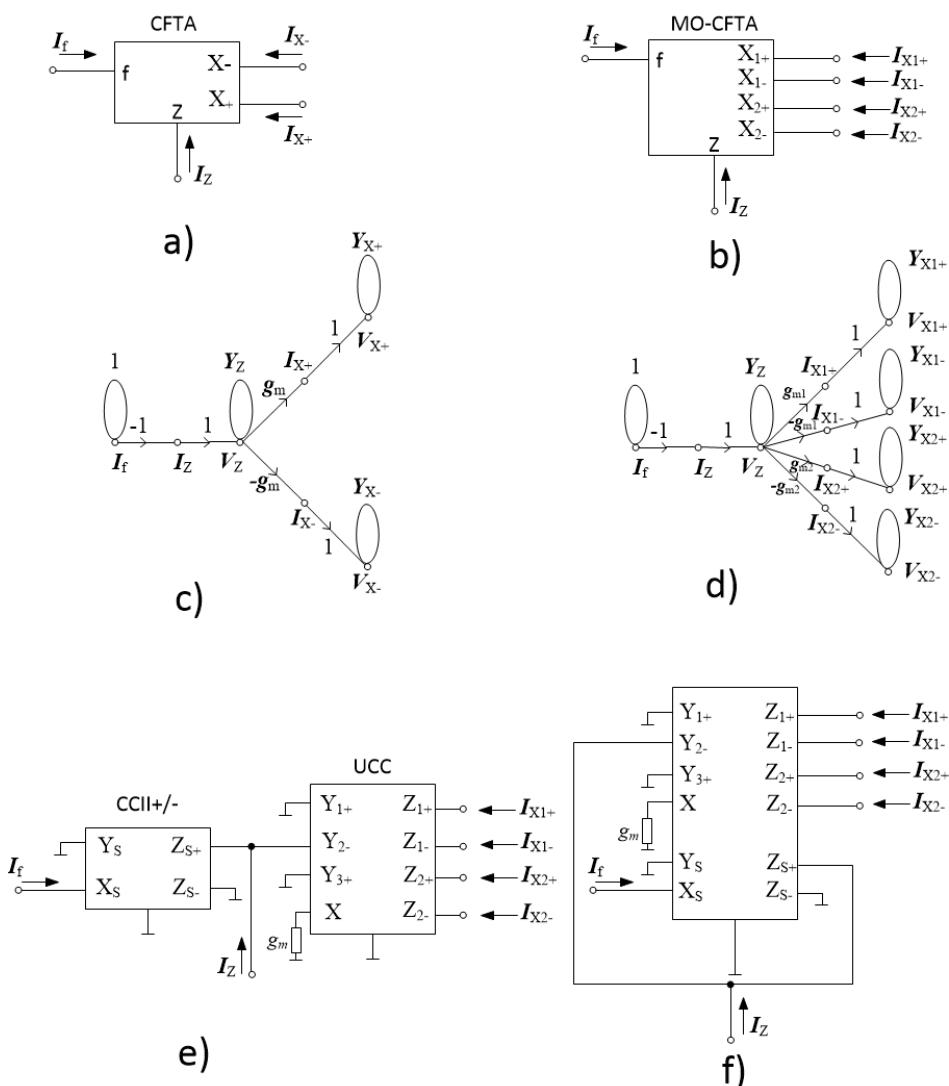 CFTA
I_f
f
X-
X+
Z
I_X-
I_X+
I_Z
a)
MO-CFTA
I_f
f
X1+
X1-
X2+
X2-
Z
I_X1+
I_X1-
I_X2+
I_X2-
I_Z
b)
Y_X+
1
V_X+
I_X+
1
Y_Z
g_m
-1
1
I_f
I_Z
V_Z
-g_m
Y_X-
I_X-
1
V_X-
c)
Y_X1+
1
V_X1+
I_X1+
Y_X1-
1
Y_Z
g_m1
I_X1-
1
V_X1-
-1
1
-g_m1
Y_X2+
I_f
I_Z
V_Z
g_m2
1
I_X2+
V_X2+
-g_m2
I_X2-
1
Y_X2-
V_X2-
d)
CCII+/-
I_f
Y_S
Z_S+
X_S
Z_S-
I_Z
UCC
Y1+
Z1+
I_X1+
Y2-
Z1-
I_X1-
Y3+
Z2+
I_X2+
X
Z2-
I_X2-
g_m
e)
Y1+
Z1+
I_X1+
Y2-
Z1-
I_X1-
Y3+
Z2+
I_X2+
X
Z2-
I_X2-
g_m
I_f
Y_S
Z_S+
X_S
Z_S-
I_Z
f)